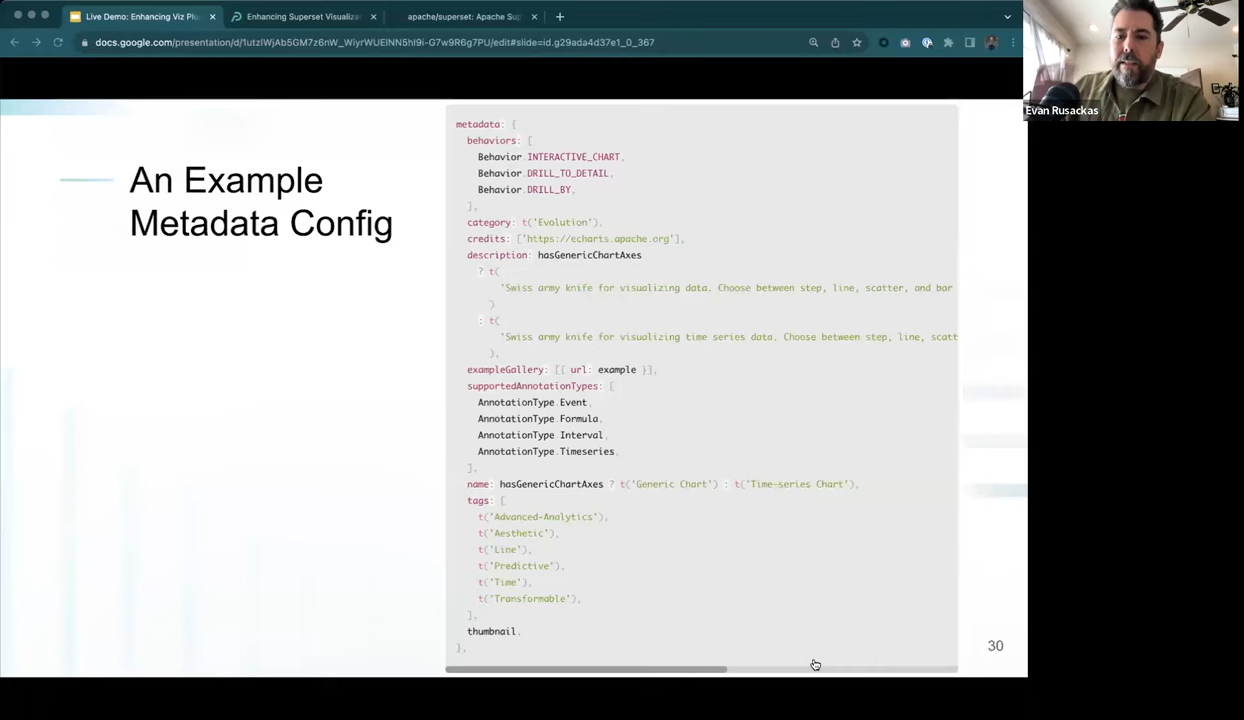 Live Demo: Enhancing Viz Plu
Enhancing Superset Visualiza
apache/superset: Apache Sup
docs.google.com/presentation/d/1utzIWjAb5GM7z6nW_WiyrWUElNN5hI9i-G7w9R6g7PU/edit#slide=id.g29ada4d37e1_0_367
Evan Rusackas
An Example
Metadata Config
metadata: {
behaviors: [
Behavior.INTERACTIVE_CHART,
Behavior.DRILL_TO_DETAIL,
Behavior.DRILL_BY,
],
category: t('Evolution'),
credits: ['https://echarts.apache.org'],
description: hasGenericChartAxes
? t(
'Swiss army knife for visualizing data. Choose between step, line, scatter, and bar
)
: t(
'Swiss army knife for visualizing time series data. Choose between step, line, scatt
),
exampleGallery: [{ url: example }],
supportedAnnotationTypes: [
AnnotationType.Event,
AnnotationType.Formula,
AnnotationType.Interval,
AnnotationType.Timeseries,
],
name: hasGenericChartAxes ? t('Generic Chart') : t('Time-series Chart'),
tags: [
t('Advanced-Analytics'),
t('Aesthetic'),
t('Line'),
t('Predictive'),
t('Time'),
t('Transformable'),
],
thumbnail,
},
30